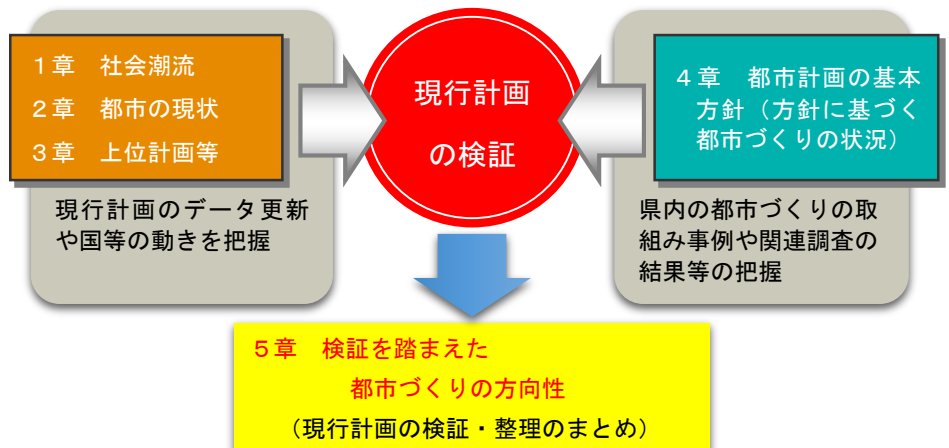 １章　社会潮流
２章　都市の現状
３章　上位計画等
現行計画のデータ更新
や国等の動きを把握
現行計画
の検証
４章　都市計画の基本
方針（方針に基づく
都市づくりの状況）
県内の都市づくりの取
組み事例や関連調査の
結果等の把握
５章　検証を踏まえた
都市づくりの方向性
（現行計画の検証・整理のまとめ）